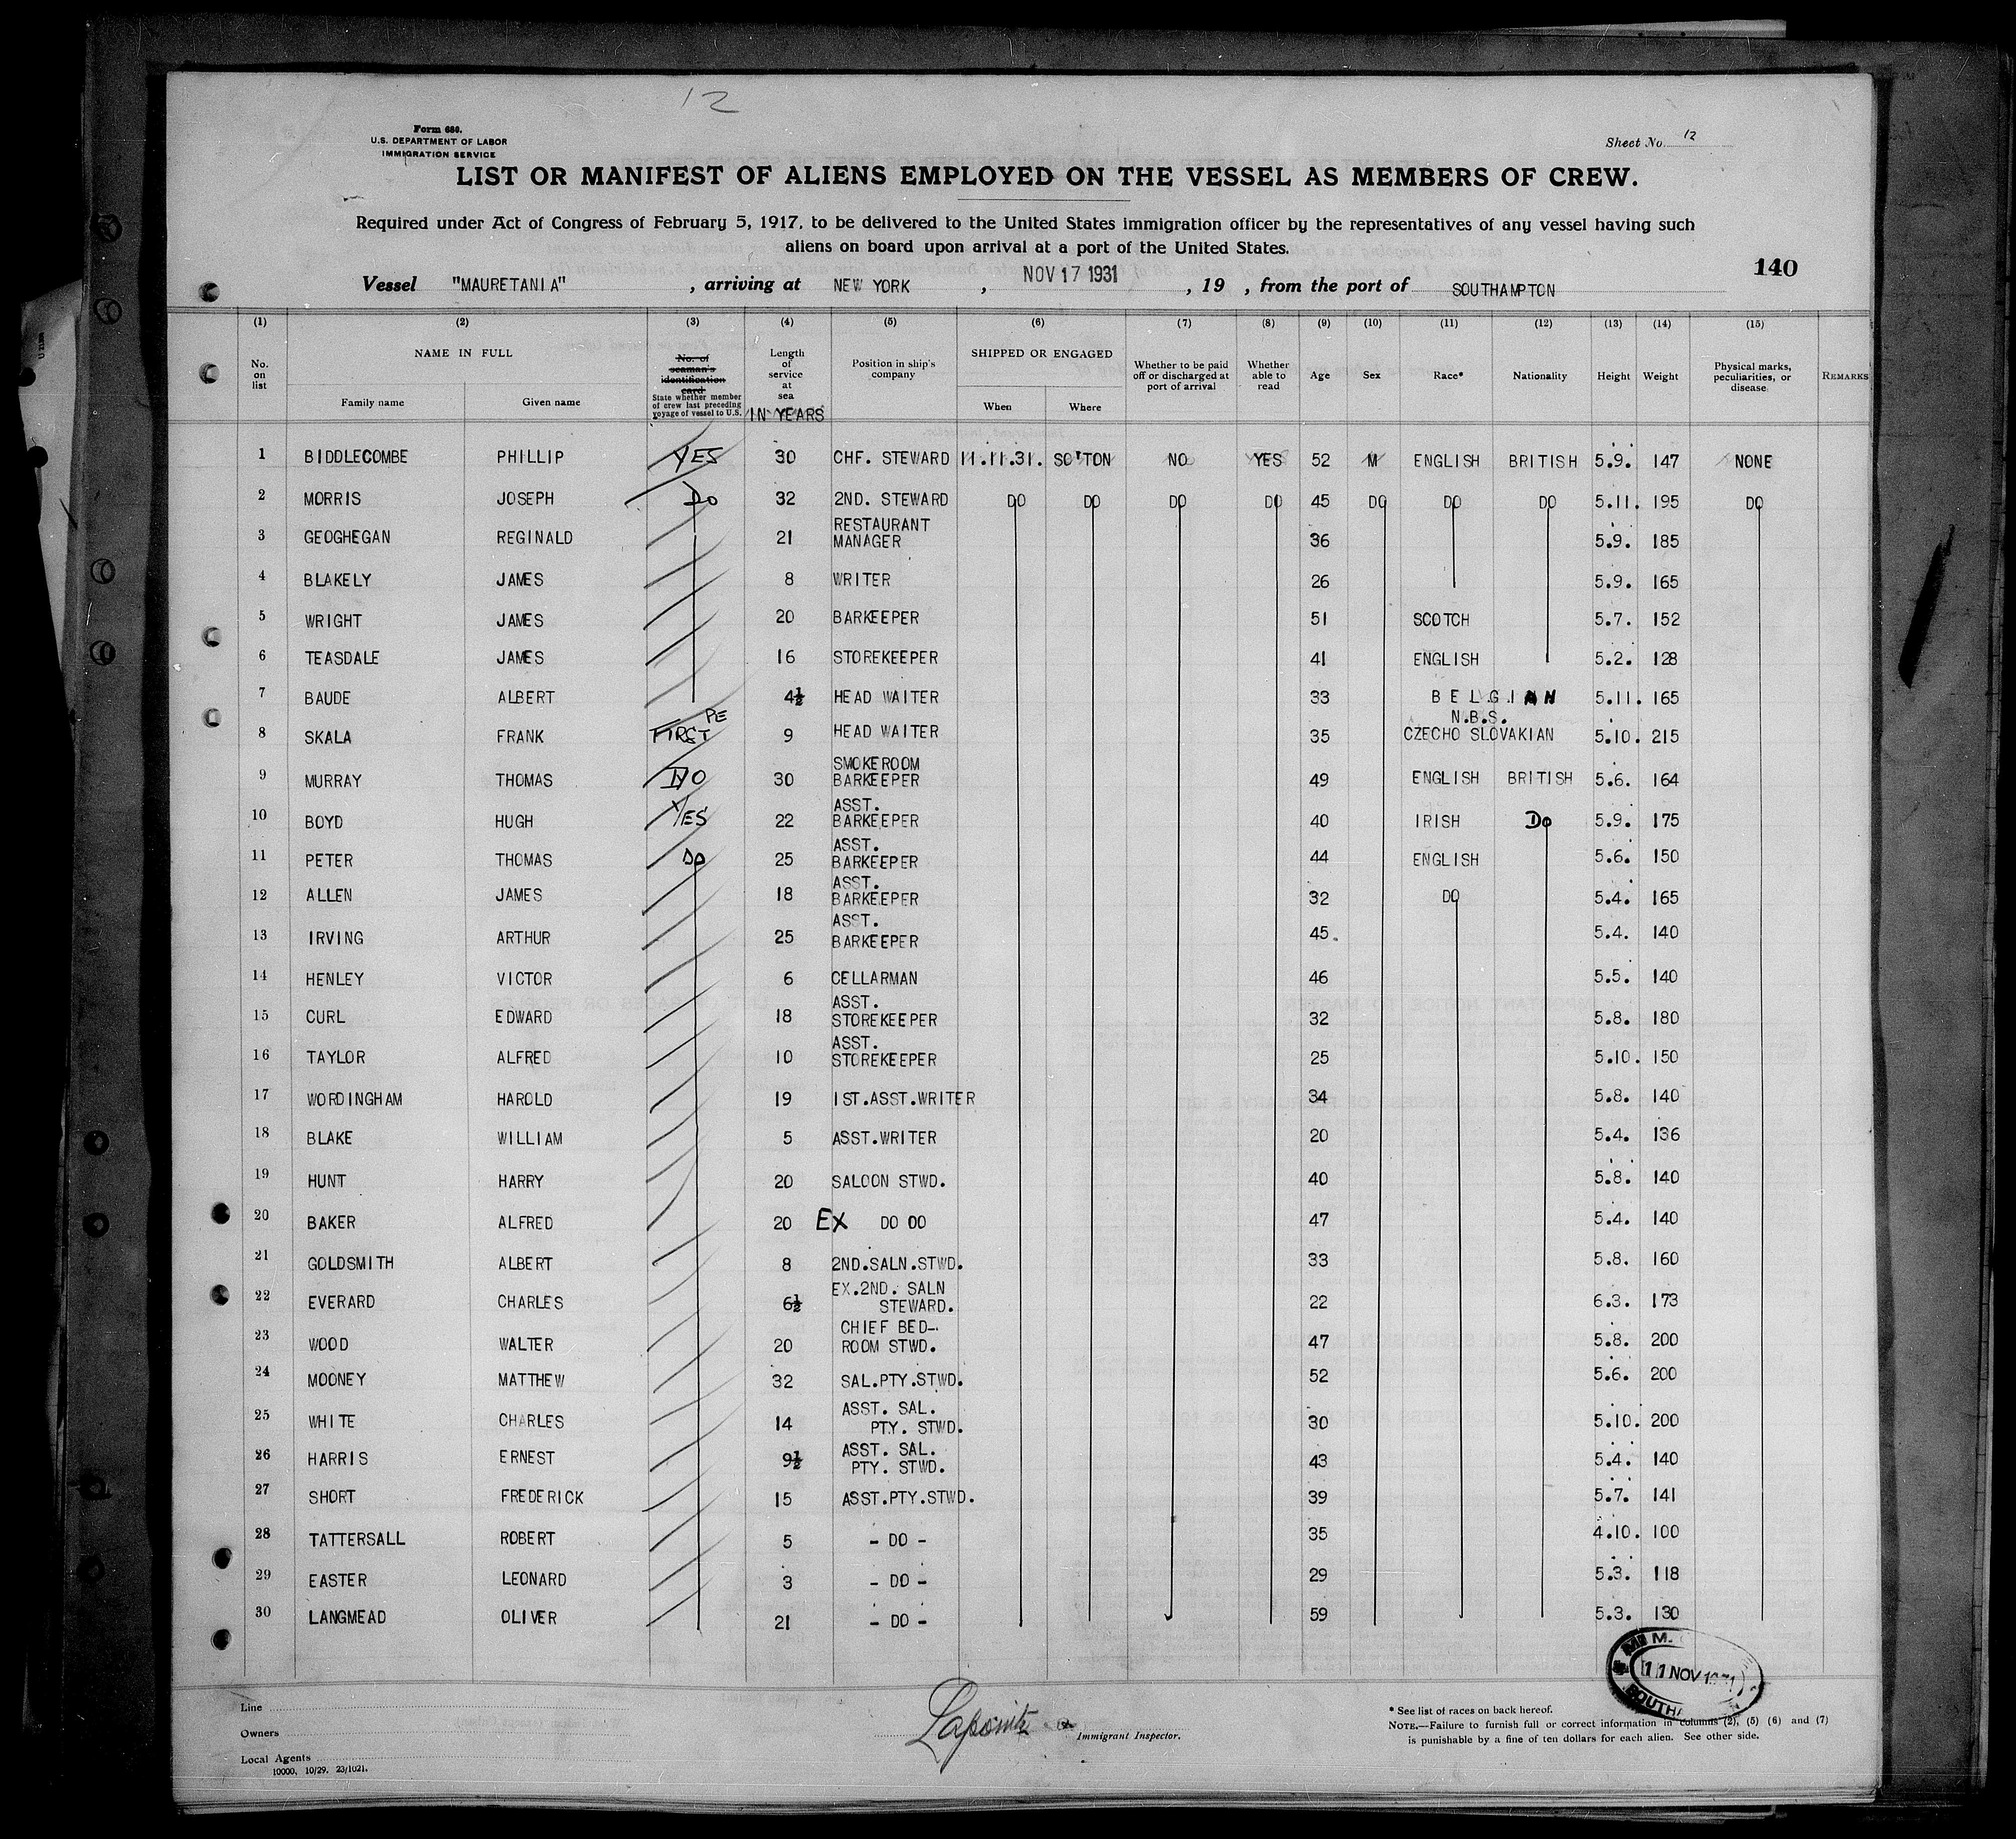 12
Form 680.
U.S. DEPARTMENT OF LABOR
IMMIGRATION SERVICE
Sheet No. 12
LIST OR MANIFEST OF ALIENS EMPLOYED ON THE VESSEL AS MEMBERS OF CREW.
Required under Act of Congress of February 5, 1917, to be delivered to the United States immigration officer by the representatives of any vessel having such
aliens on board upon arrival at a port of the United States.
140
Vessel "MAURETANIA", arriving at NEW YORK, NOV 17 1931, 19 , from the port of SOUTHAMPTON
(1) (2) (3) (4) (5) (6) (7) (8) (9) (10) (11) (12) (13) (14) (15)
No. on list NAME IN FULL Family name Given name No. of seaman's identification card State whether member of crew last preceding voyage of vessel to U.S. Length of service at sea IN YEARS Position in ship's company SHIPPED OR ENGAGED When Where Whether to be paid off or discharged at port of arrival Whether able to read Age Sex Race* Nationality Height Weight Physical marks, peculiarities, or disease REMARKS
1 BIDDLECOMBE PHILLIP YES 30 CHF. STEWARD 11.11.31. SO'TON NO YES 52 M ENGLISH BRITISH 5.9. 147 NONE
2 MORRIS JOSEPH Do 32 2ND. STEWARD DO DO DO DO 45 DO DO DO 5.11. 195 DO
3 GEOGHEGAN REGINALD 21 RESTAURANT MANAGER 36 5.9. 185
4 BLAKELY JAMES 8 WRITER 26 5.9. 165
5 WRIGHT JAMES 20 BARKEEPER 51 SCOTCH 5.7. 152
6 TEASDALE JAMES 16 STOREKEEPER 41 ENGLISH 5.2. 128
7 BAUDE ALBERT 4½ HEAD WAITER 33 BELGIAN 5.11. 165
8 SKALA FRANK FIRST PE 9 HEAD WAITER 35 N.B.S. CZECHO SLOVAKIAN 5.10. 215
9 MURRAY THOMAS DO 30 SMOKEROOM BARKEEPER 49 ENGLISH BRITISH 5.6. 164
10 BOYD HUGH YES 22 ASST. BARKEEPER 40 IRISH Do 5.9. 175
11 PETER THOMAS Do 25 ASST. BARKEEPER 44 ENGLISH 5.6. 150
12 ALLEN JAMES 18 ASST. BARKEEPER 32 DO 5.4. 165
13 IRVING ARTHUR 25 ASST. BARKEEPER 45. 5.4. 140
14 HENLEY VICTOR 6 CELLARMAN 46 5.5. 140
15 CURL EDWARD 18 ASST. STOREKEEPER 32 5.8. 180
16 TAYLOR ALFRED 10 ASST. STOREKEEPER 25 5.10. 150
17 WORDINGHAM HAROLD 19 1ST.ASST.WRITER 34 5.8. 140
18 BLAKE WILLIAM 5 ASST.WRITER 20 5.4. 136
19 HUNT HARRY 20 SALOON STWD. 40 5.8. 140
20 BAKER ALFRED 20 EX DO DO 47 5.4. 140
21 GOLDSMITH ALBERT 8 2ND.SALN.STWD. 33 5.8. 160
22 EVERARD CHARLES 6½ EX.2ND. SALN STEWARD. 22 6.3. 173
23 WOOD WALTER 20 CHIEF BED- ROOM STWD. 47 5.8. 200
24 MOONEY MATTHEW 32 SAL.PTY.STWD. 52 5.6. 200
25 WHITE CHARLES 14 ASST. SAL. PTY. STWD. 30 5.10. 200
26 HARRIS ERNEST 9½ ASST. SAL. PTY. STWD. 43 5.4. 140
27 SHORT FREDERICK 15 ASST.PTY.STWD. 39 5.7. 141
28 TATTERSALL ROBERT 5 - DO - 35 4.10. 100
29 EASTER LEONARD 3 - DO - 29 5.3. 118
30 LANGMEAD OLIVER 21 - DO - 59 5.3. 130
11 NOV 1931
Line
Owners
Local Agents
10000, 10/29. 23/1021.
Immigrant Inspector.
* See list of races on back hereof.
NOTE.—Failure to furnish full or correct information in columns (2), (5) (6) and (7)
is punishable by a fine of ten dollars for each alien. See other side.